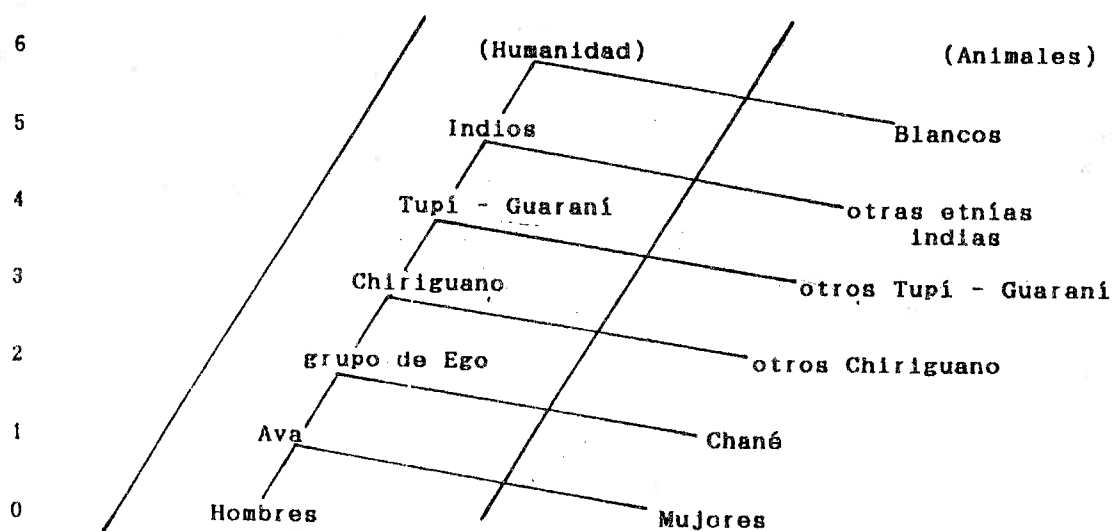 6 (Humanidad) (Animales)
5 Indios Blancos
4 Tupí - Guaraní otras etnías
indias
3 Chiriguano otros Tupí - Guaraní
2 grupo de Ego otros Chiriguano
1 Ava Chané
0 Hombres Mujores